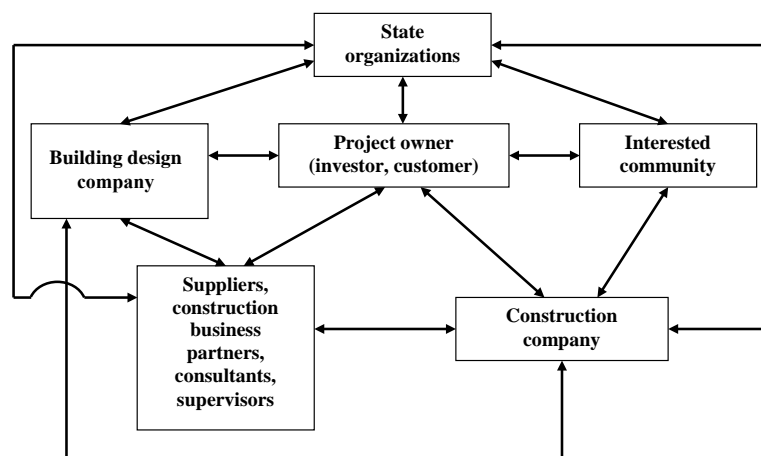 State
organizations
Building design
company
Project owner
(investor, customer)
Interested
community
Suppliers,
construction
business
partners,
consultants,
supervisors
Construction
company